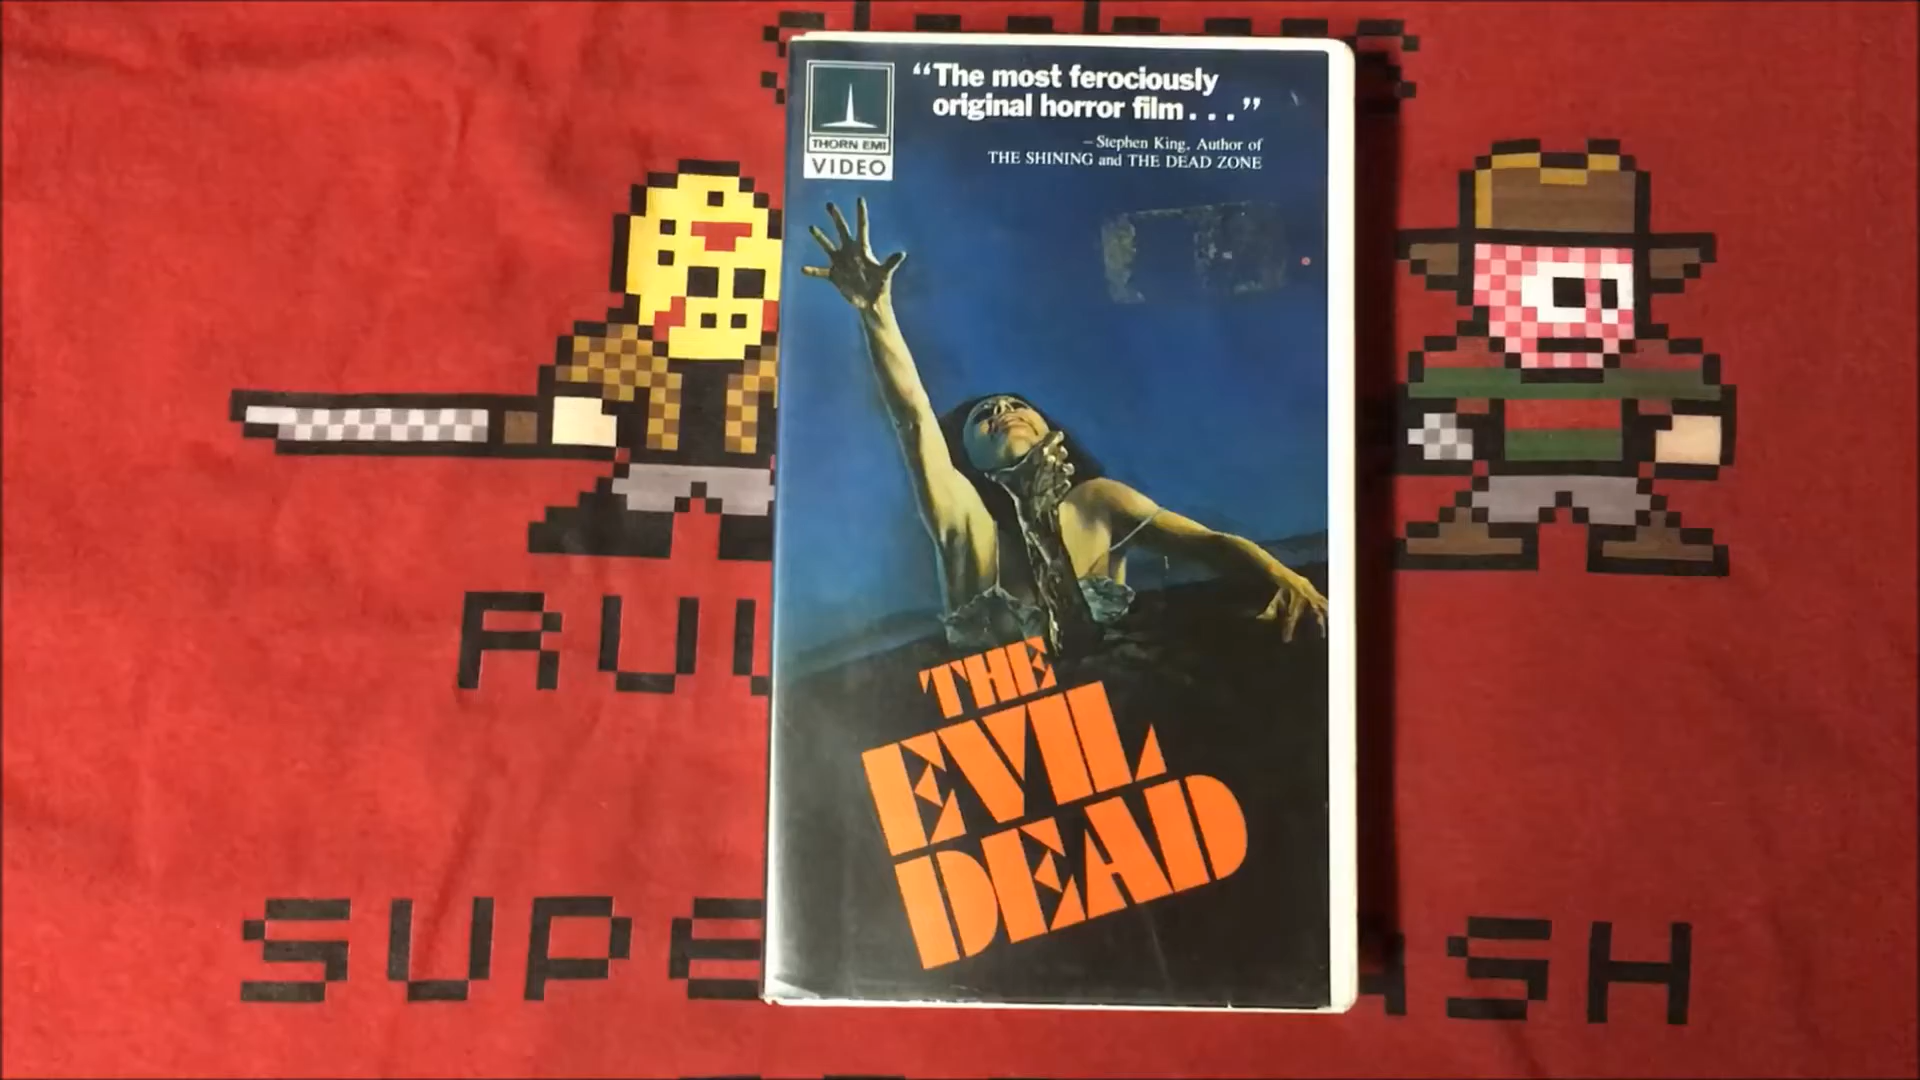 “The most ferociously
original horror film . . .”
– Stephen King, Author of
THE SHINING and THE DEAD ZONE
THORN EMI
VIDEO
THE
EVIL
DEAD
RU
SUPE
ASH